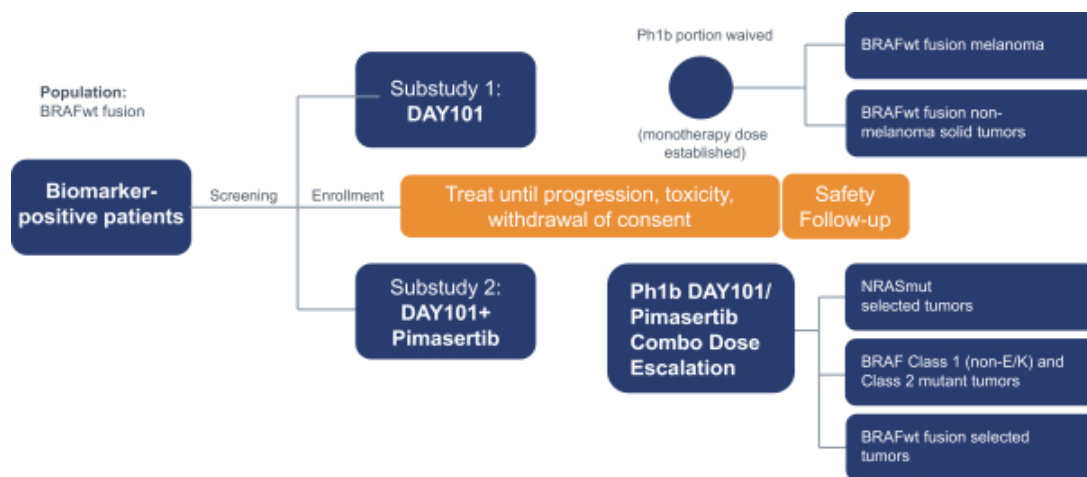 Population:
BRAFwt fusion
Biomarker-
positive patients
Screening
Enrollment
Substudy 1:
DAY101
Ph1b portion waived
(monotherapy dose
established)
BRAFwt fusion melanoma
BRAFwt fusion non-
melanoma solid tumors
Treat until progression, toxicity,
withdrawal of consent
Safety
Follow-up
Substudy 2:
DAY101+
Pimasertib
Ph1b DAY101/
Pimasertib
Combo Dose
Escalation
NRASmut
selected tumors
BRAF Class 1 (non-E/K) and
Class 2 mutant tumors
BRAFwt fusion selected
tumors